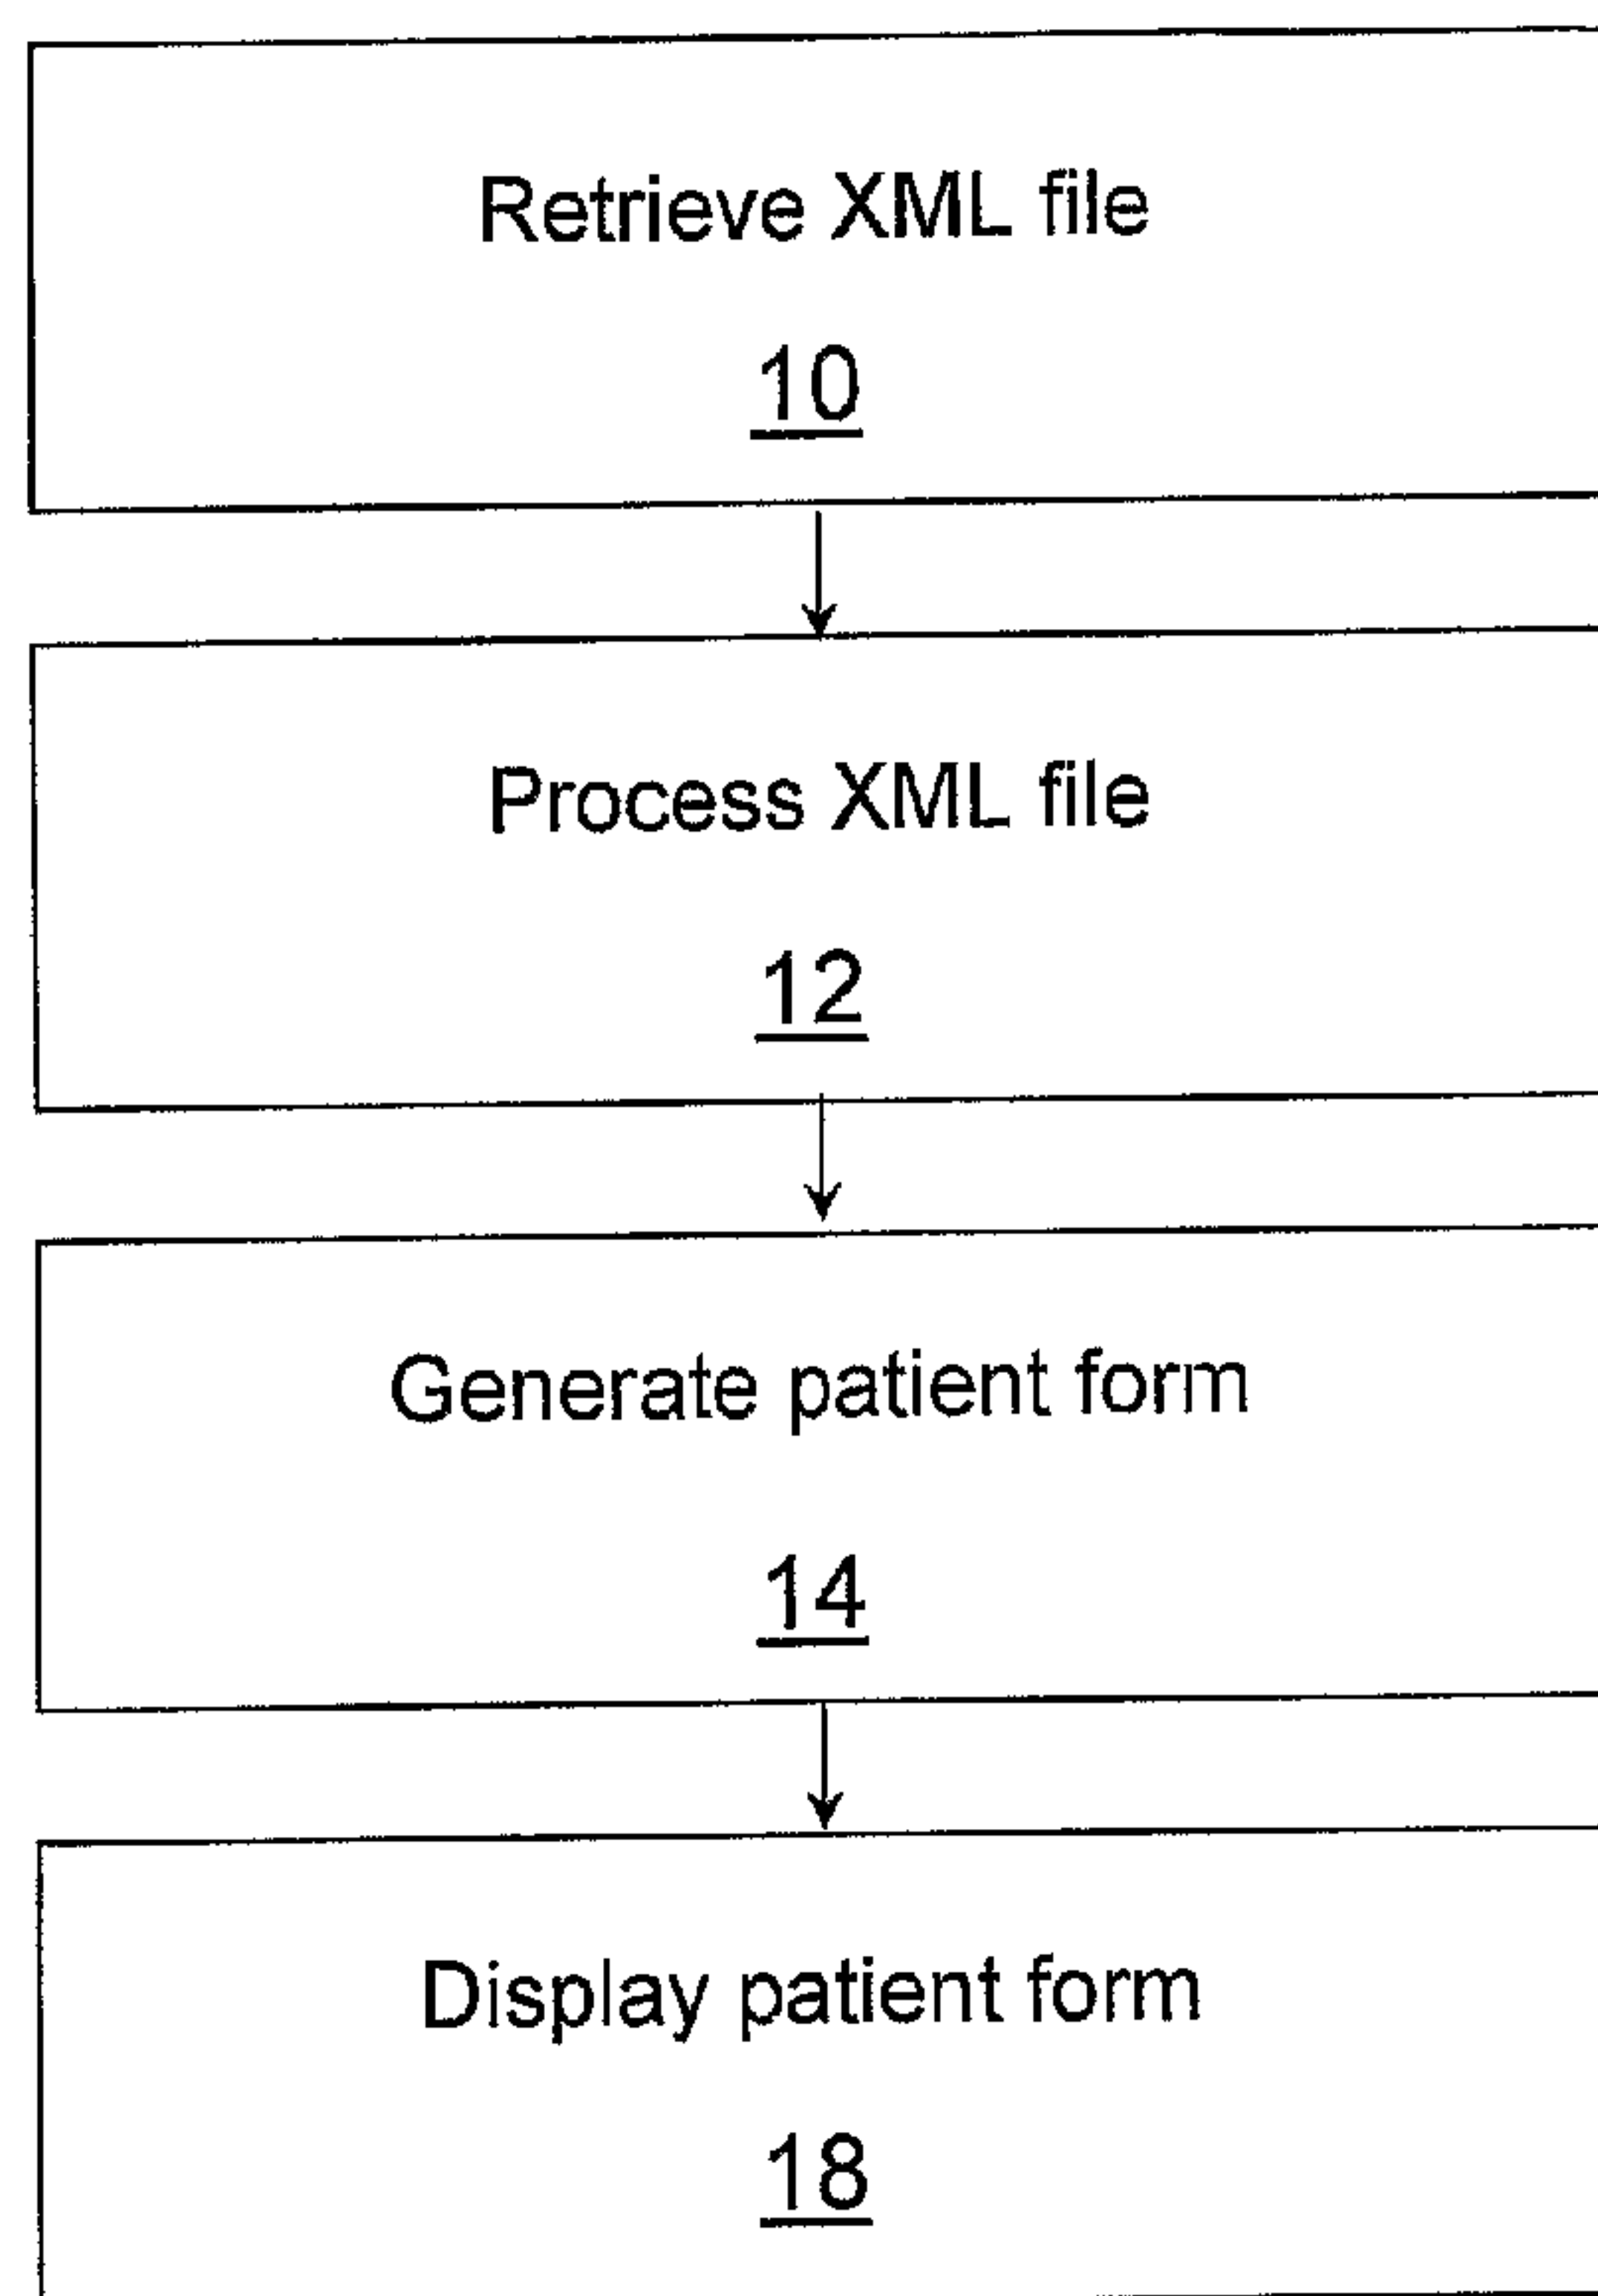 Retrieve XML file
10
Process XML file
12
Generate patient form
14
Display patient form
18